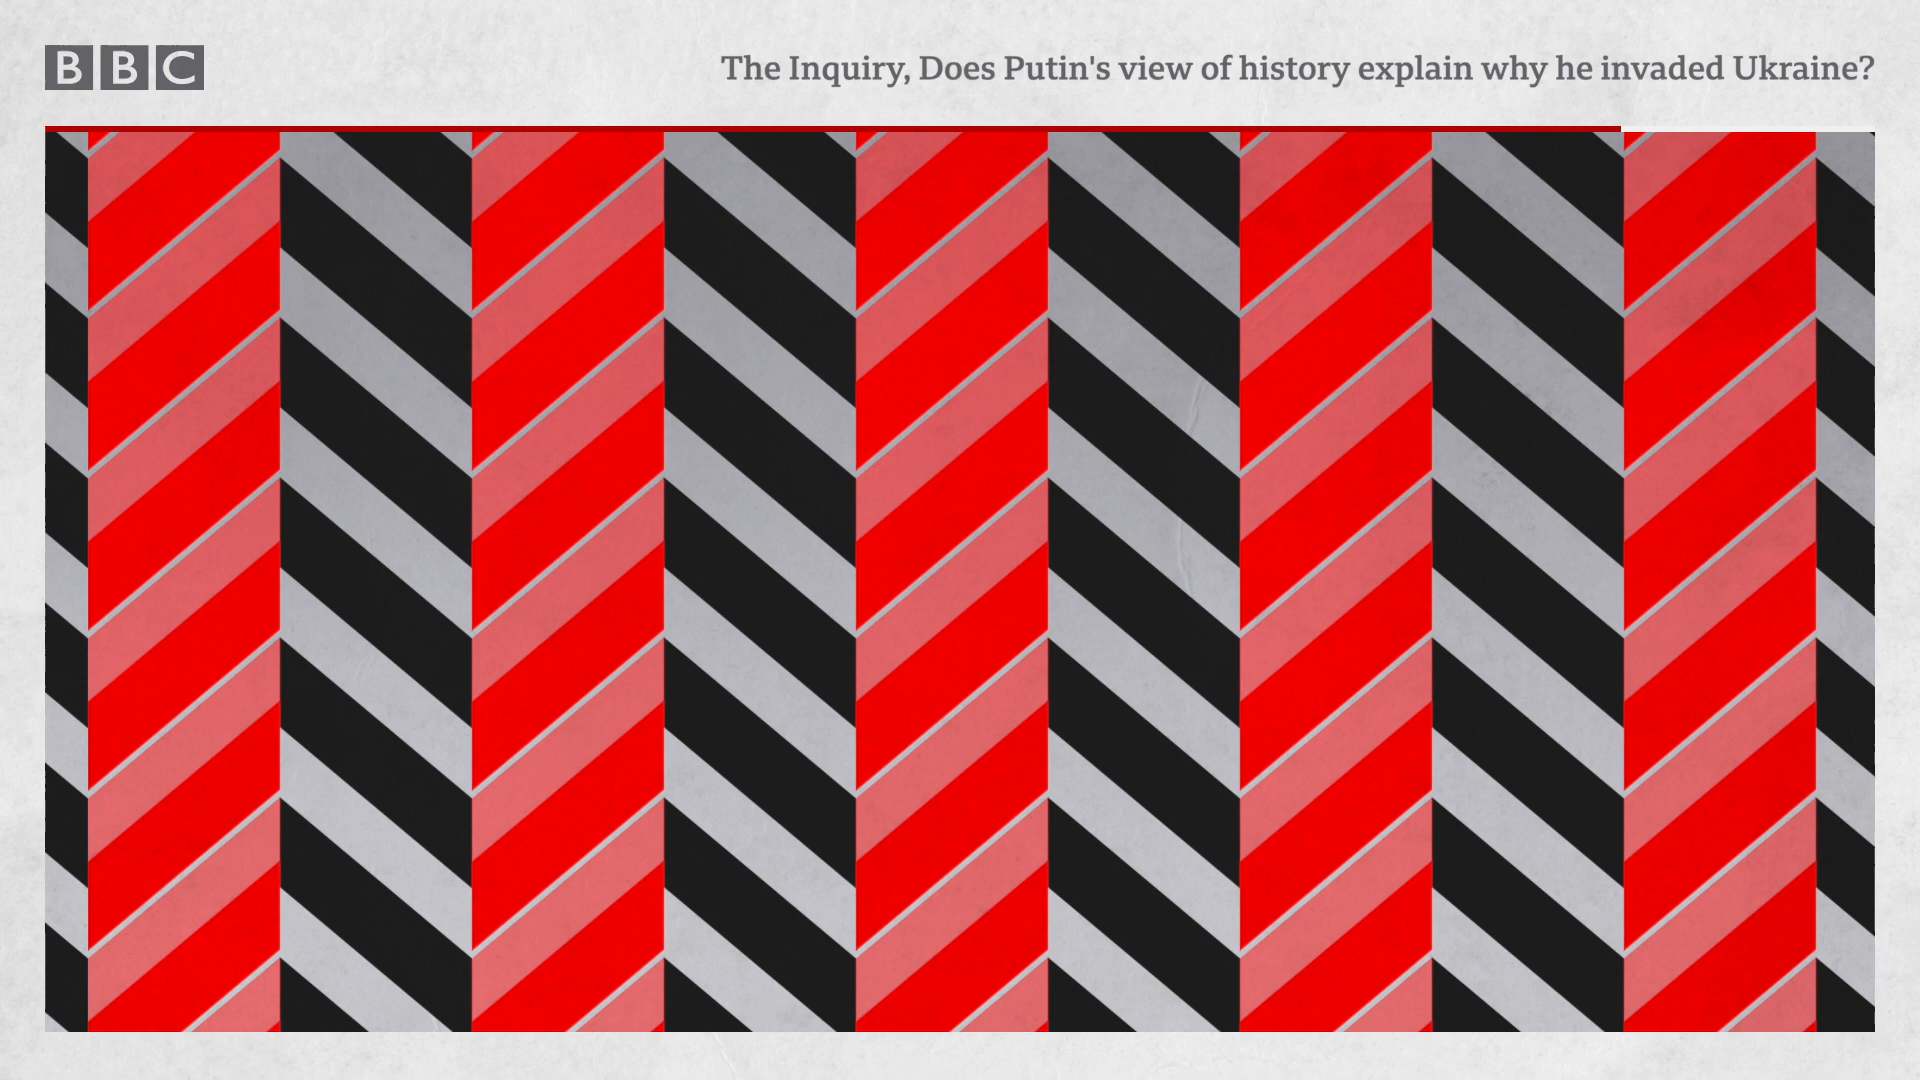 BBC
The Inquiry, Does Putin's view of history explain why he invaded Ukraine?